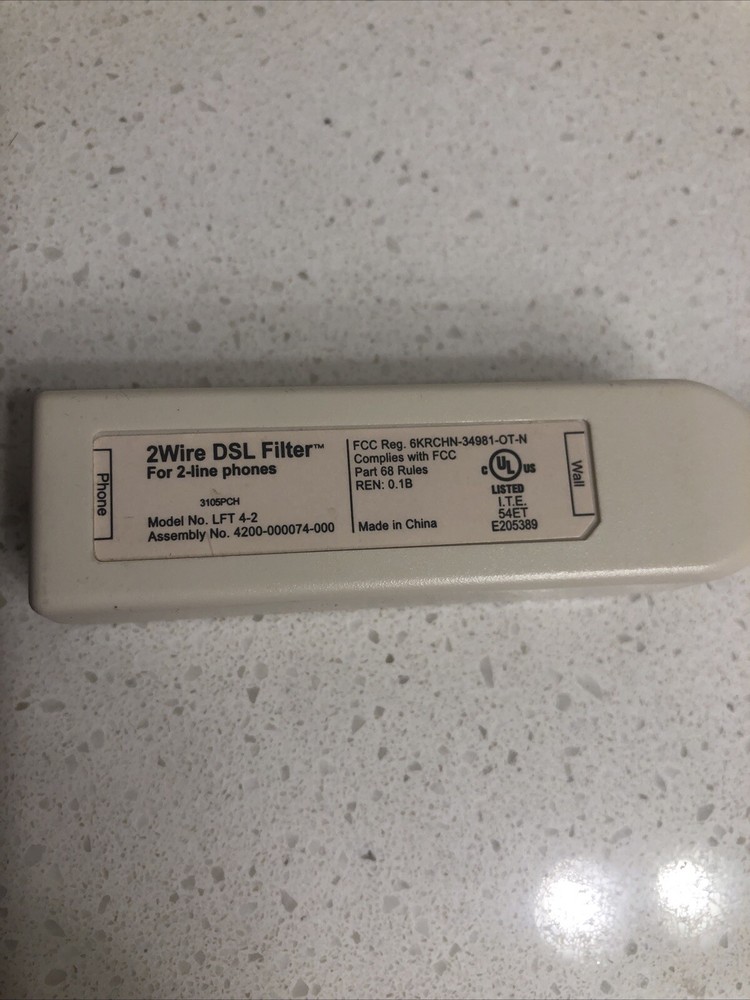 Phone
2Wire DSL Filter™
For 2-line phones
3105PCH
Model No. LFT 4-2
Assembly No. 4200-000074-000
FCC Reg. 6KRCHN-34981-OT-N
Complies with FCC
Part 68 Rules
REN: 0.1B
Made in China
C UL US
LISTED
I.T.E.
54ET
E205389
Wall